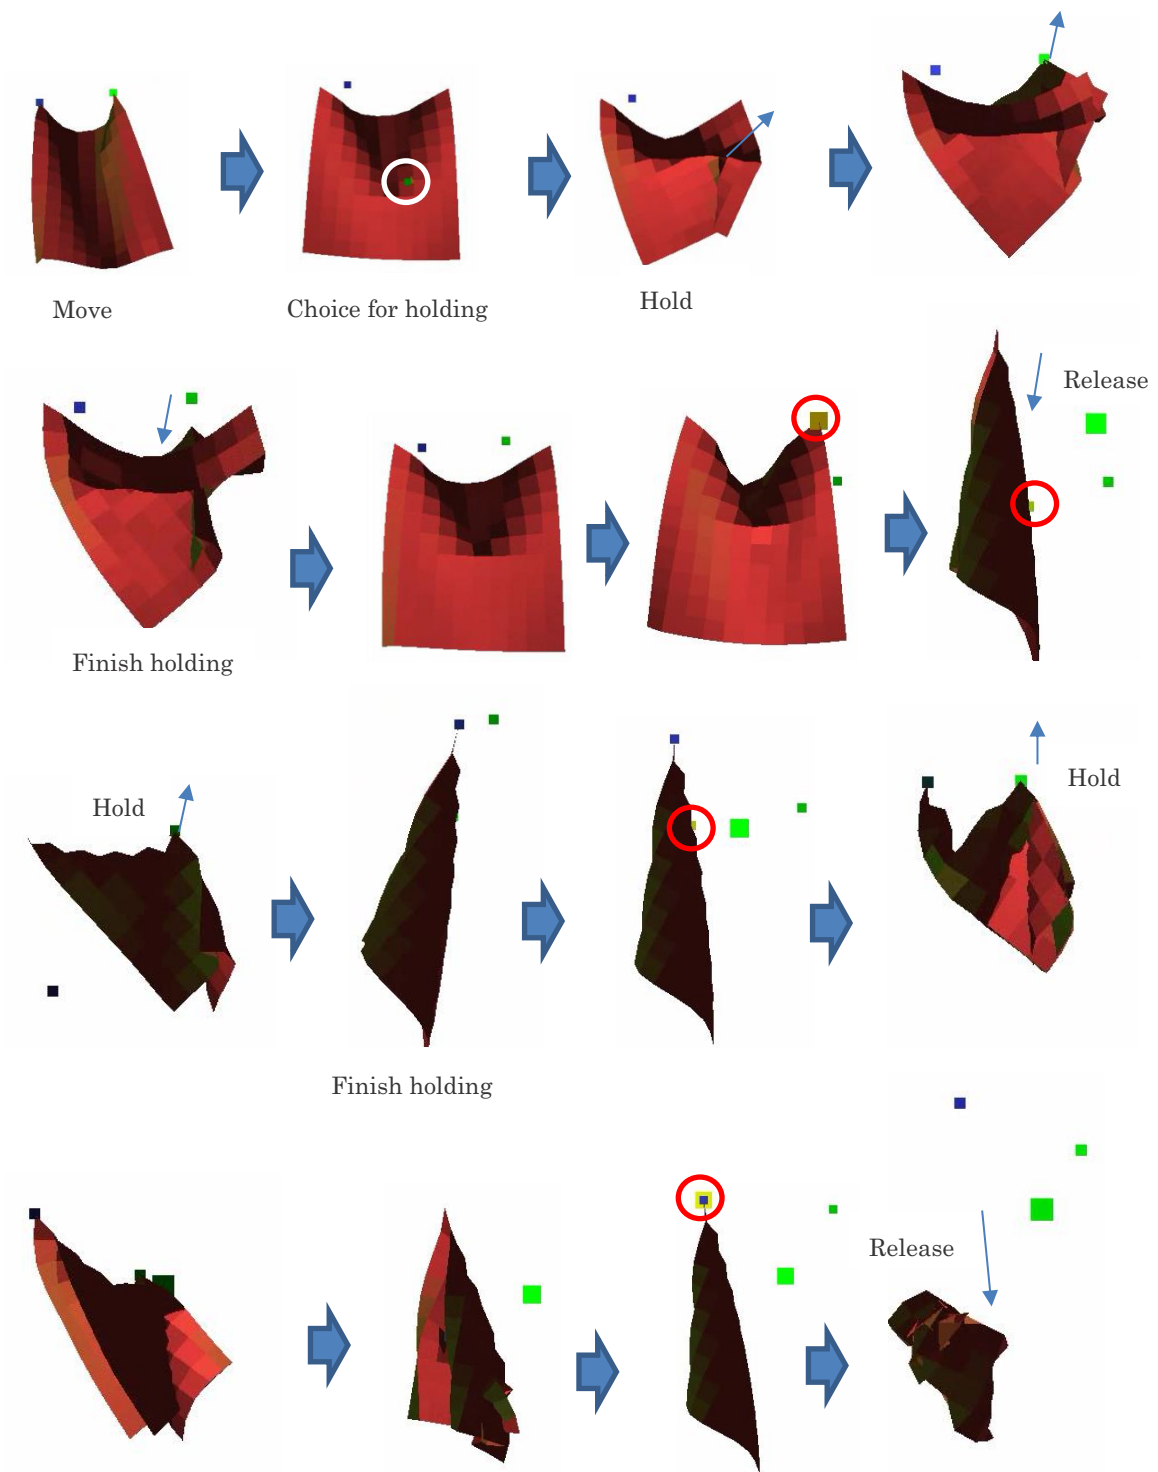 Move
Choice for holding
Hold
Release
Finish holding
Hold
Hold
Finish holding
Release